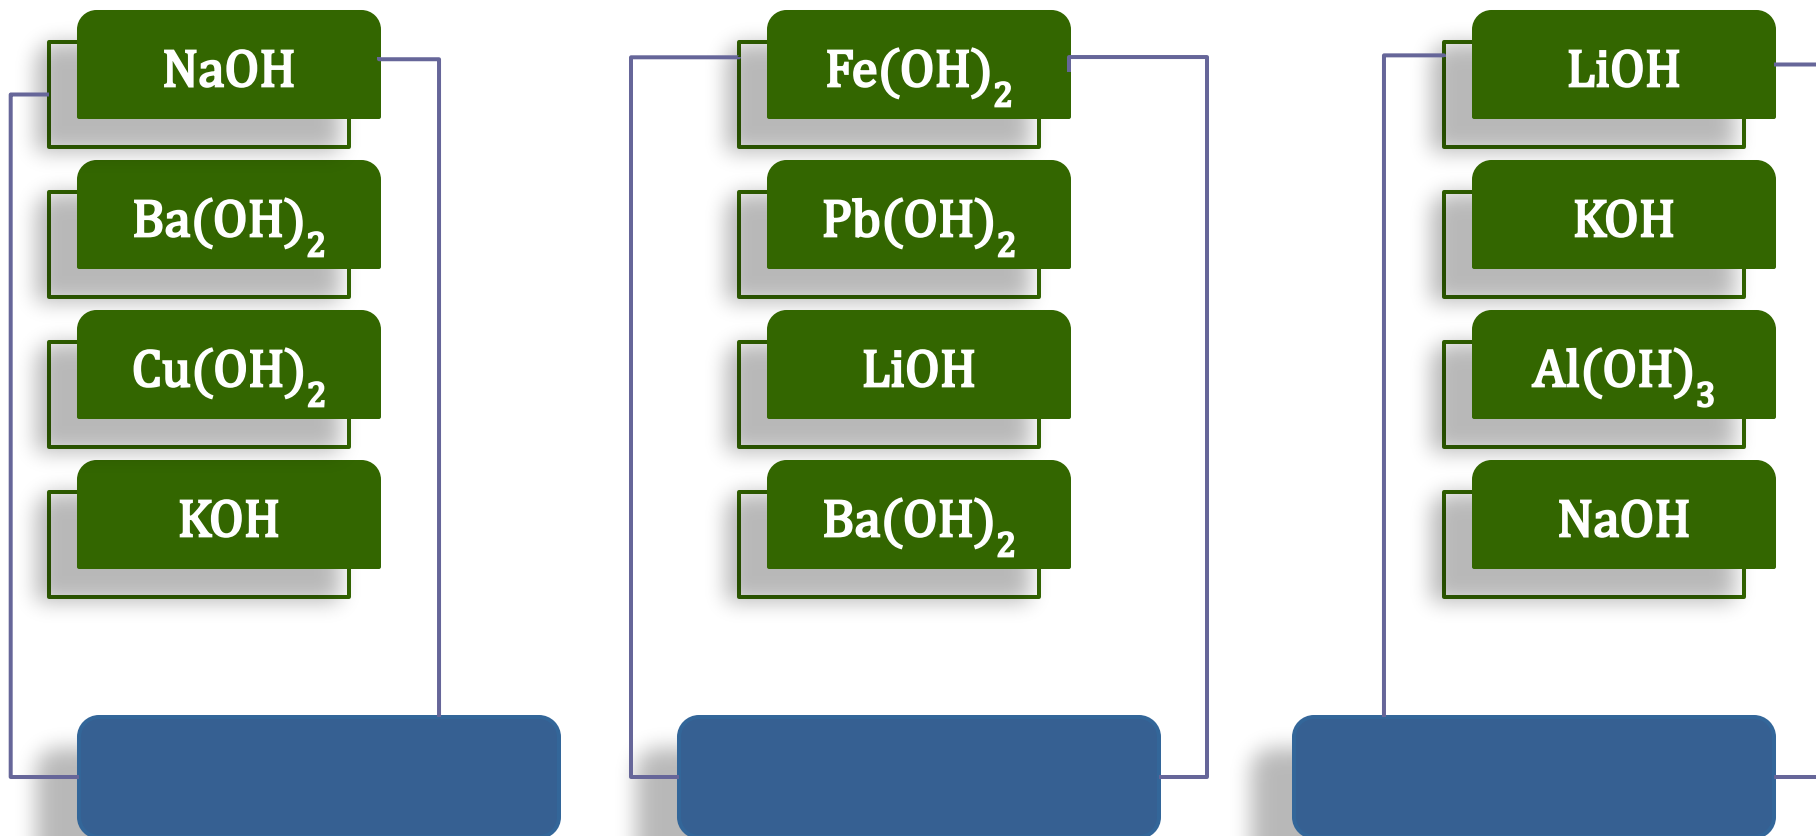 NaOH
Ba(OH)₂
Cu(OH)₂
KOH
Fe(OH)₂
Pb(OH)₂
LiOH
Ba(OH)₂
LiOH
KOH
Al(OH)₃
NaOH